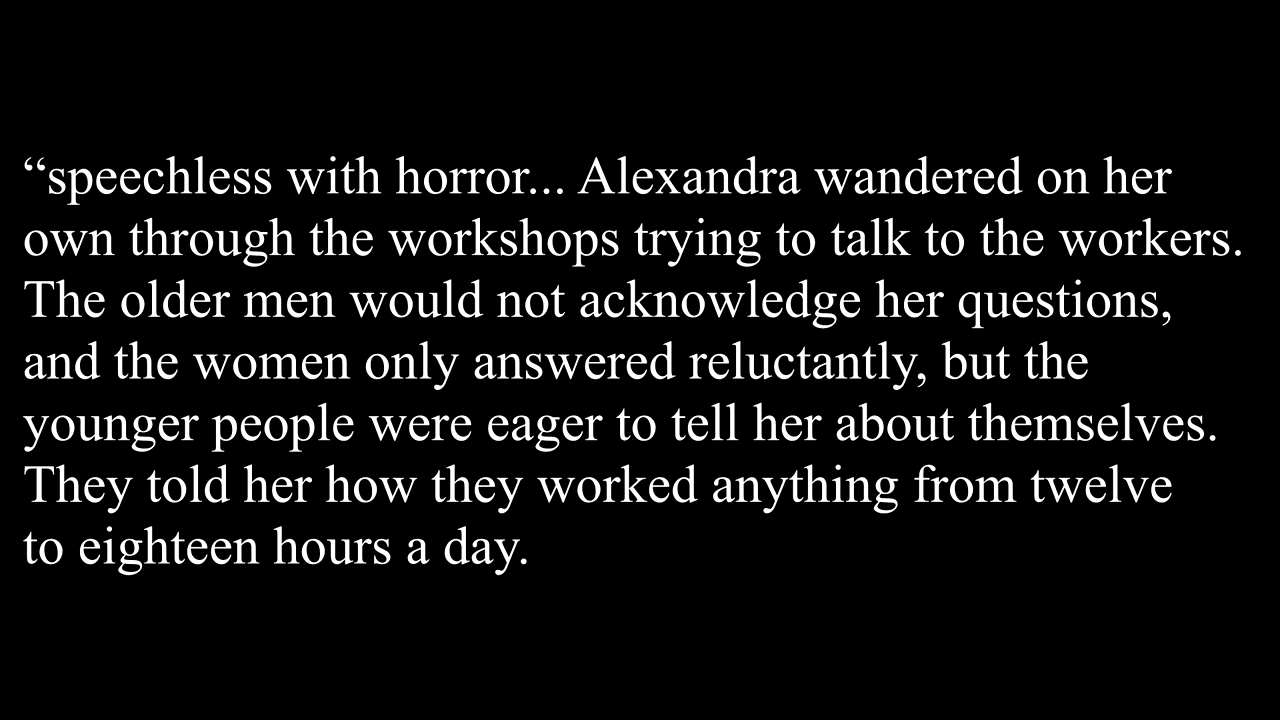 “speechless with horror... Alexandra wandered on her
own through the workshops trying to talk to the workers.
The older men would not acknowledge her questions,
and the women only answered reluctantly, but the
younger people were eager to tell her about themselves.
They told her how they worked anything from twelve
to eighteen hours a day.